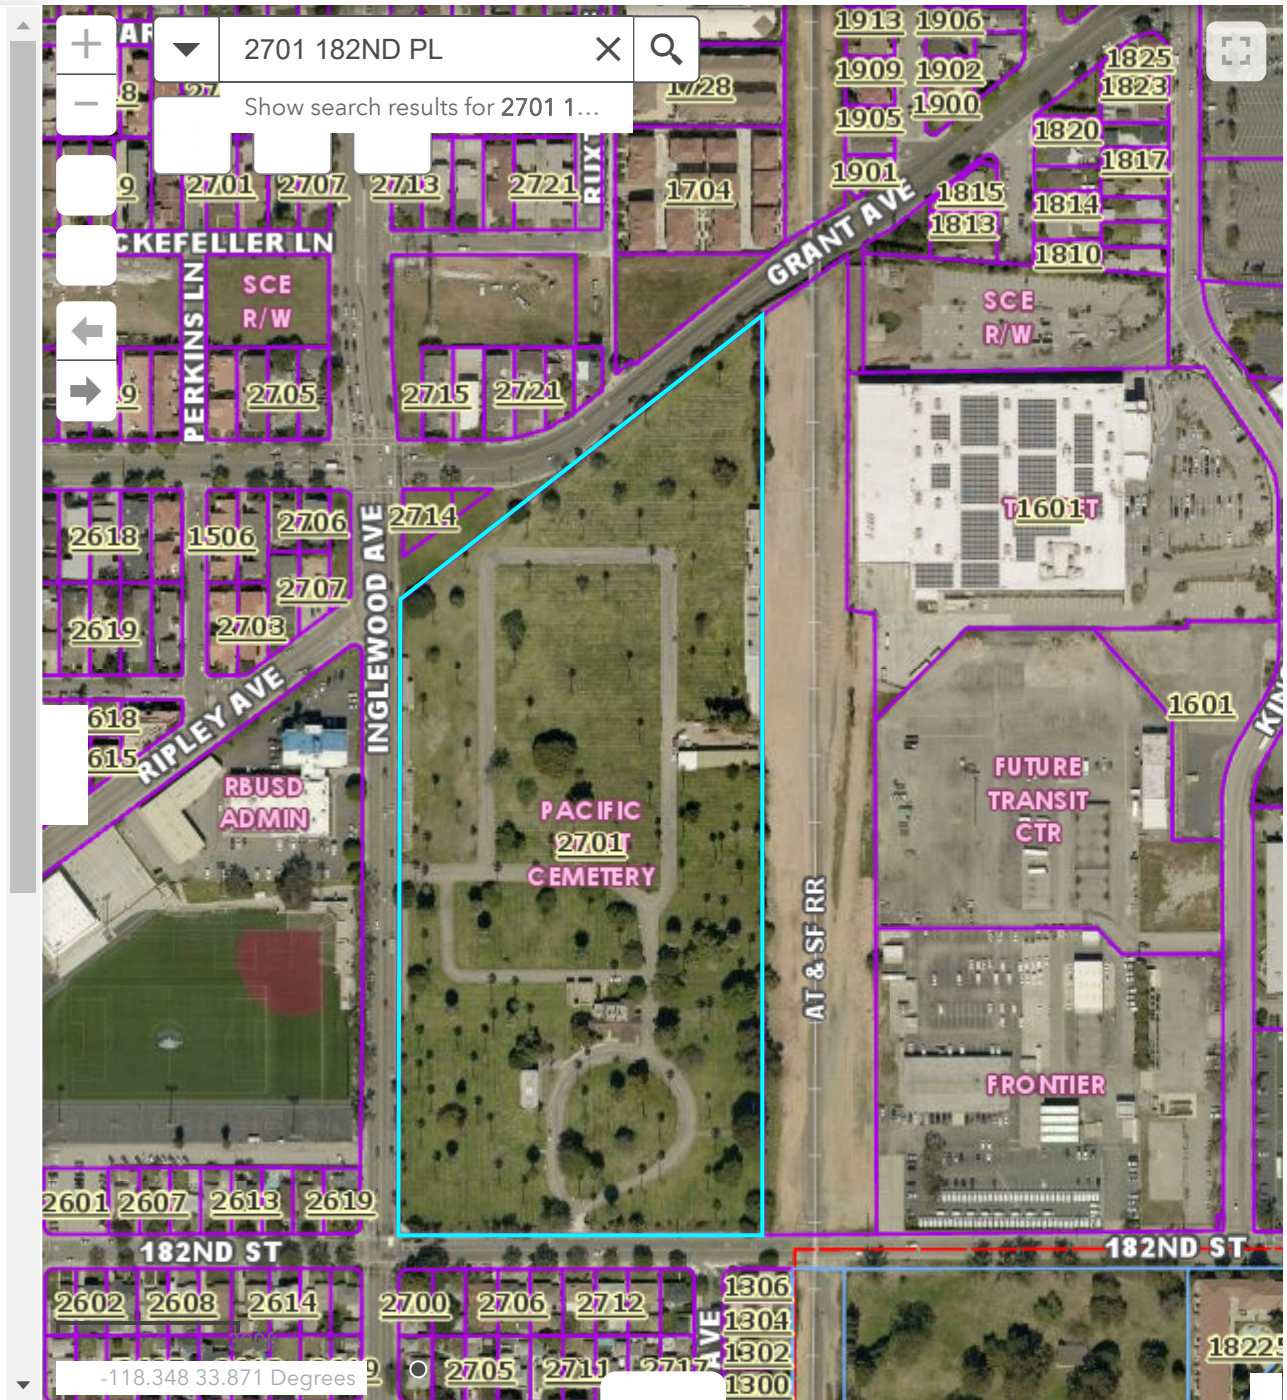 2701 182ND PL
Show search results for 2701 1...
1913
1906
1909
1902
1905
1900
1901
1825
1823
1820
1817
1815
1814
1813
1810
1728
1704
2701
2707
2713
2721
CKEFELLER LN
GRANT AVE
SCE
R/W
SCE
R/W
PERKINS LN
2705
2715
2721
2618
1506
2706
2714
2707
2619
2703
INGLEWOOD AVE
RIPLEY AVE
618
615
1601
1601
RBUSD
ADMIN
PACIFIC
2701
CEMETERY
FUTURE
TRANSIT
CTR
AT & SF RR
FRONTIER
2601
2607
2613
2619
182ND ST
182ND ST
2602
2608
2614
2700
2706
2712
1306
1304
1302
1300
AVE
2705
2711
2717
1822
-118.348 33.871 Degrees